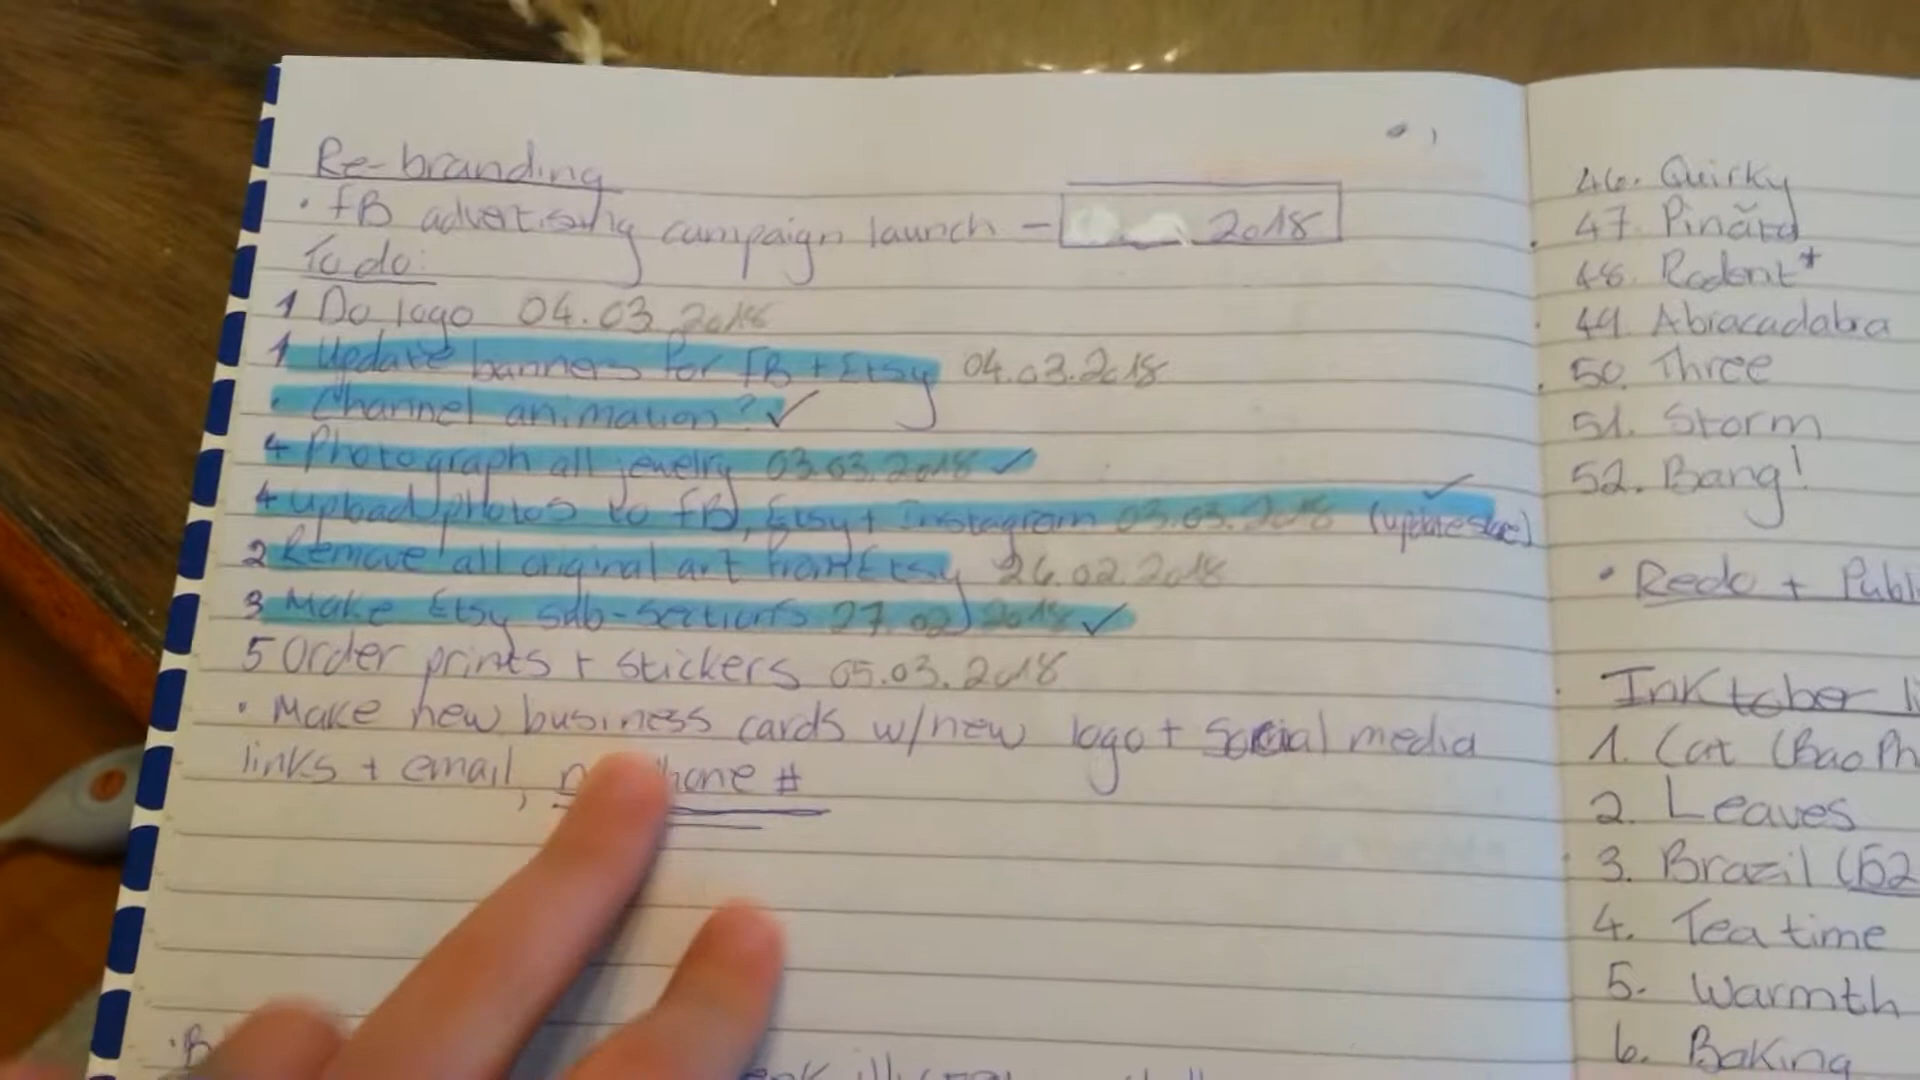 Re-branding
• FB advertising campaign launch – 2018
To do:
1 Do logo 04.03.2018
1 Update banners for FB + Etsy 04.03.2018
• Channel animation? ✓
4 Photograph all jewelry 03.03.2018 ✓
4 Upload photos to FB, Etsy + Instagram 03.03.2018 ✓
2 Remove all original art from Etsy 26.02.2018
3 Make Etsy sub-sections 27.02.2018 ✓
5 Order prints + stickers 05.03.2018
• Make new business cards w/new logo + social media
links + email, phone #
46. Quirky
47. Pinătă
48. Rodent*
49. Abracadabra
50. Three
51. Storm
52. Bang!
• Redo +
Inktober
1. Cat
2. Leaves
3. Brazil
4. Tea time
5. Warmth
6. Baking